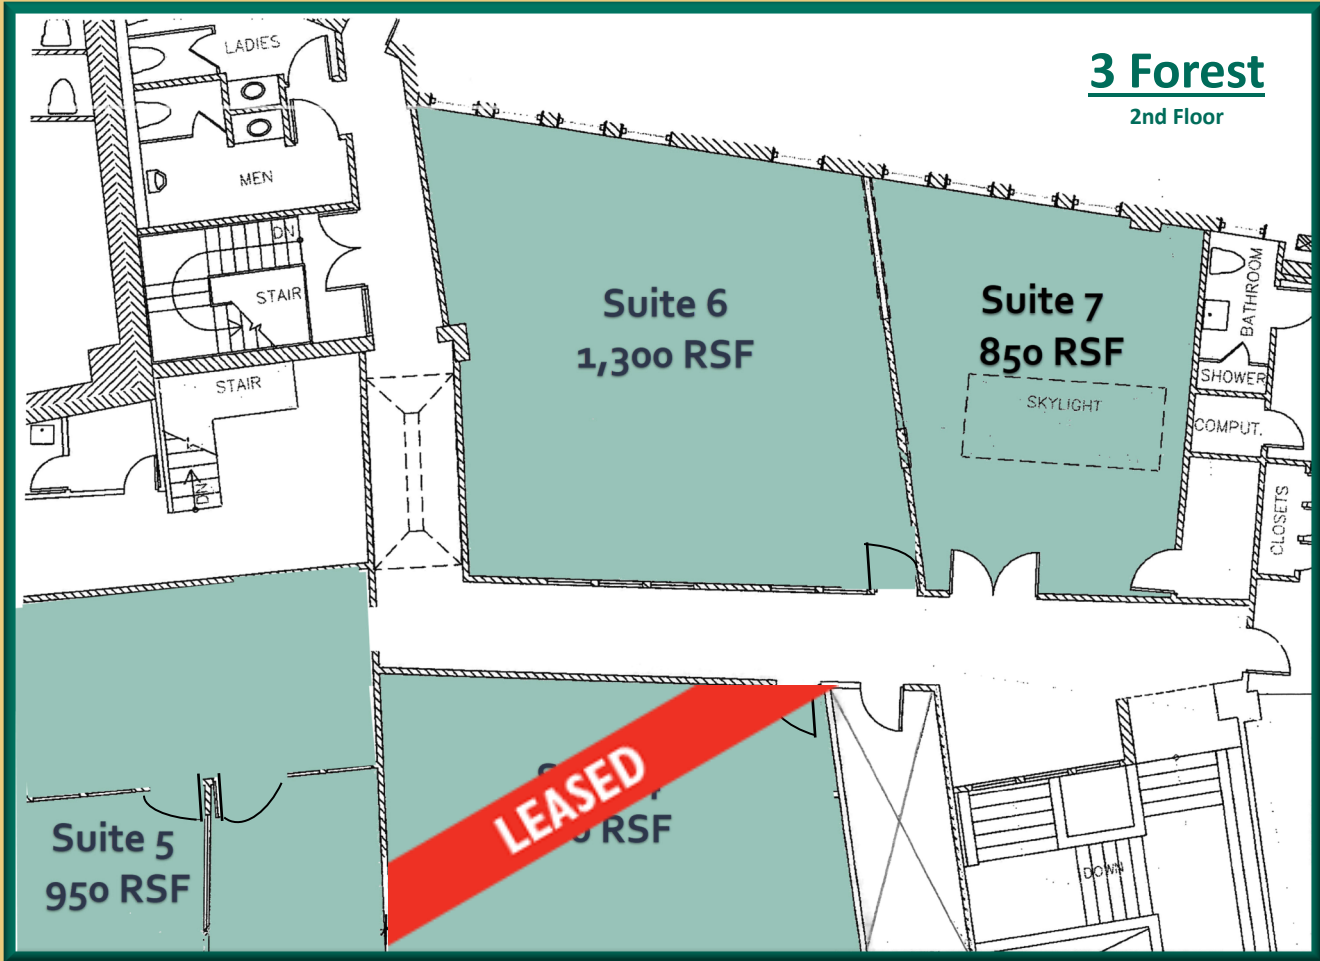 3 Forest
2nd Floor
LADIES
MEN
DN
STAIR
STAIR
DN
Suite 6
1,300 RSF
Suite 7
850 RSF
SKYLIGHT
BATHROOM
SHOWER
COMPUT.
CLOSETS
LEASED
RSF
Suite 5
950 RSF
DOWN